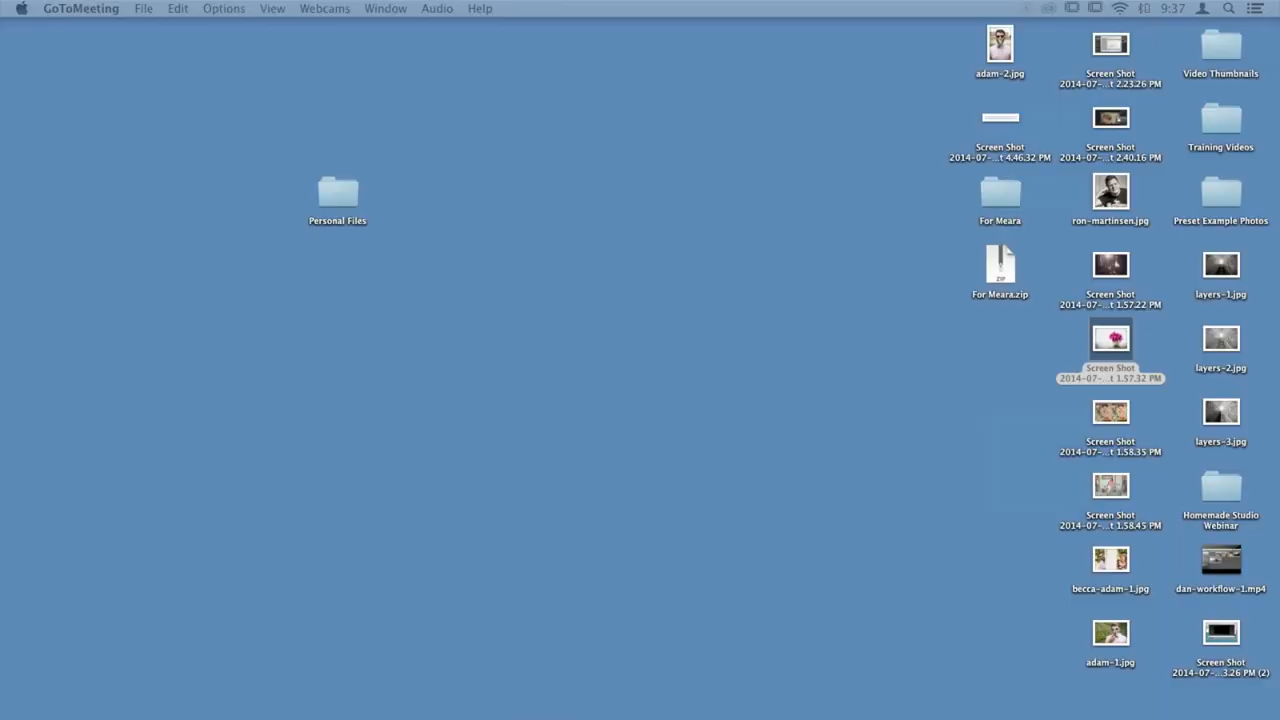 GoToMeeting File Edit Options View Webcams Window Audio Help 9:37
adam-2.jpg
Screen Shot
2014-07-...t 2.23.26 PM
Video Thumbnails
Screen Shot
2014-07-...t 4.46.32 PM
Screen Shot
2014-07-...t 2.40.16 PM
Training Videos
Personal Files
For Meara
ron-martinsen.jpg
Preset Example Photos
ZIP
For Meara.zip
Screen Shot
2014-07-...t 1.57.22 PM
layers-1.jpg
Screen Shot
2014-07-...t 1.57.32 PM
layers-2.jpg
Screen Shot
2014-07-...t 1.58.35 PM
layers-3.jpg
Screen Shot
2014-07-...t 1.58.45 PM
Homemade Studio
Webinar
becca-adam-1.jpg
dan-workflow-1.mp4
adam-1.jpg
Screen Shot
2014-07-...3.26 PM (2)